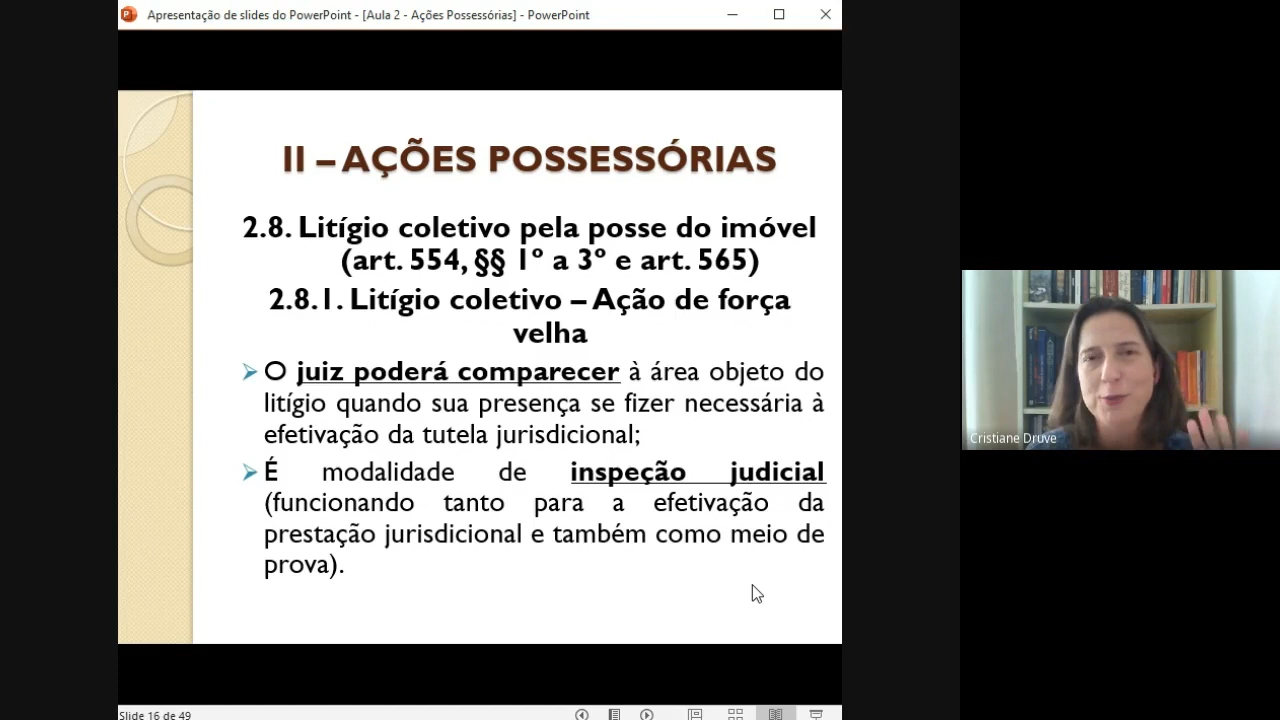 Apresentação de slides do PowerPoint - [Aula 2 - Ações Possessórias] - PowerPoint
II – AÇÕES POSSESSÓRIAS
2.8. Litígio coletivo pela posse do imóvel
(art. 554, §§ 1º a 3º e art. 565)
2.8.1. Litígio coletivo – Ação de força
velha
O juiz poderá comparecer à área objeto do
litígio quando sua presença se fizer necessária à
efetivação da tutela jurisdicional;
É modalidade de inspeção judicial
(funcionando tanto para a efetivação da
prestação jurisdicional e também como meio de
prova).
Cristiane Druve
Slide 16 de 49